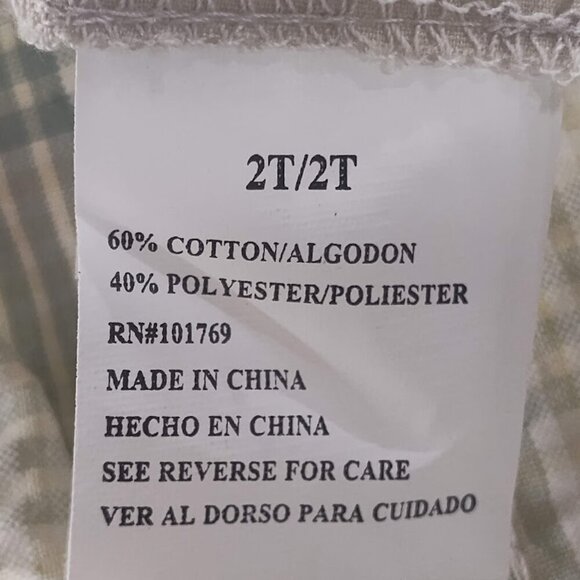 2T/2T
60% COTTON/ALGODON
40% POLYESTER/POLIESTER
RN#101769
MADE IN CHINA
HECHO EN CHINA
SEE REVERSE FOR CARE
VER AL DORSO PARA CUIDADO